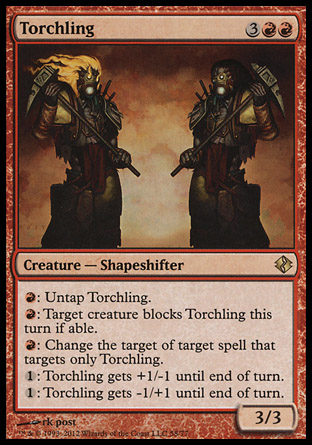 Torchling 3
Creature — Shapeshifter
: Untap Torchling.
: Target creature blocks Torchling this
turn if able.
: Change the target of target spell that
targets only Torchling.
1: Torchling gets +1/-1 until end of turn.
1: Torchling gets -1/+1 until end of turn.
rk post
3/3